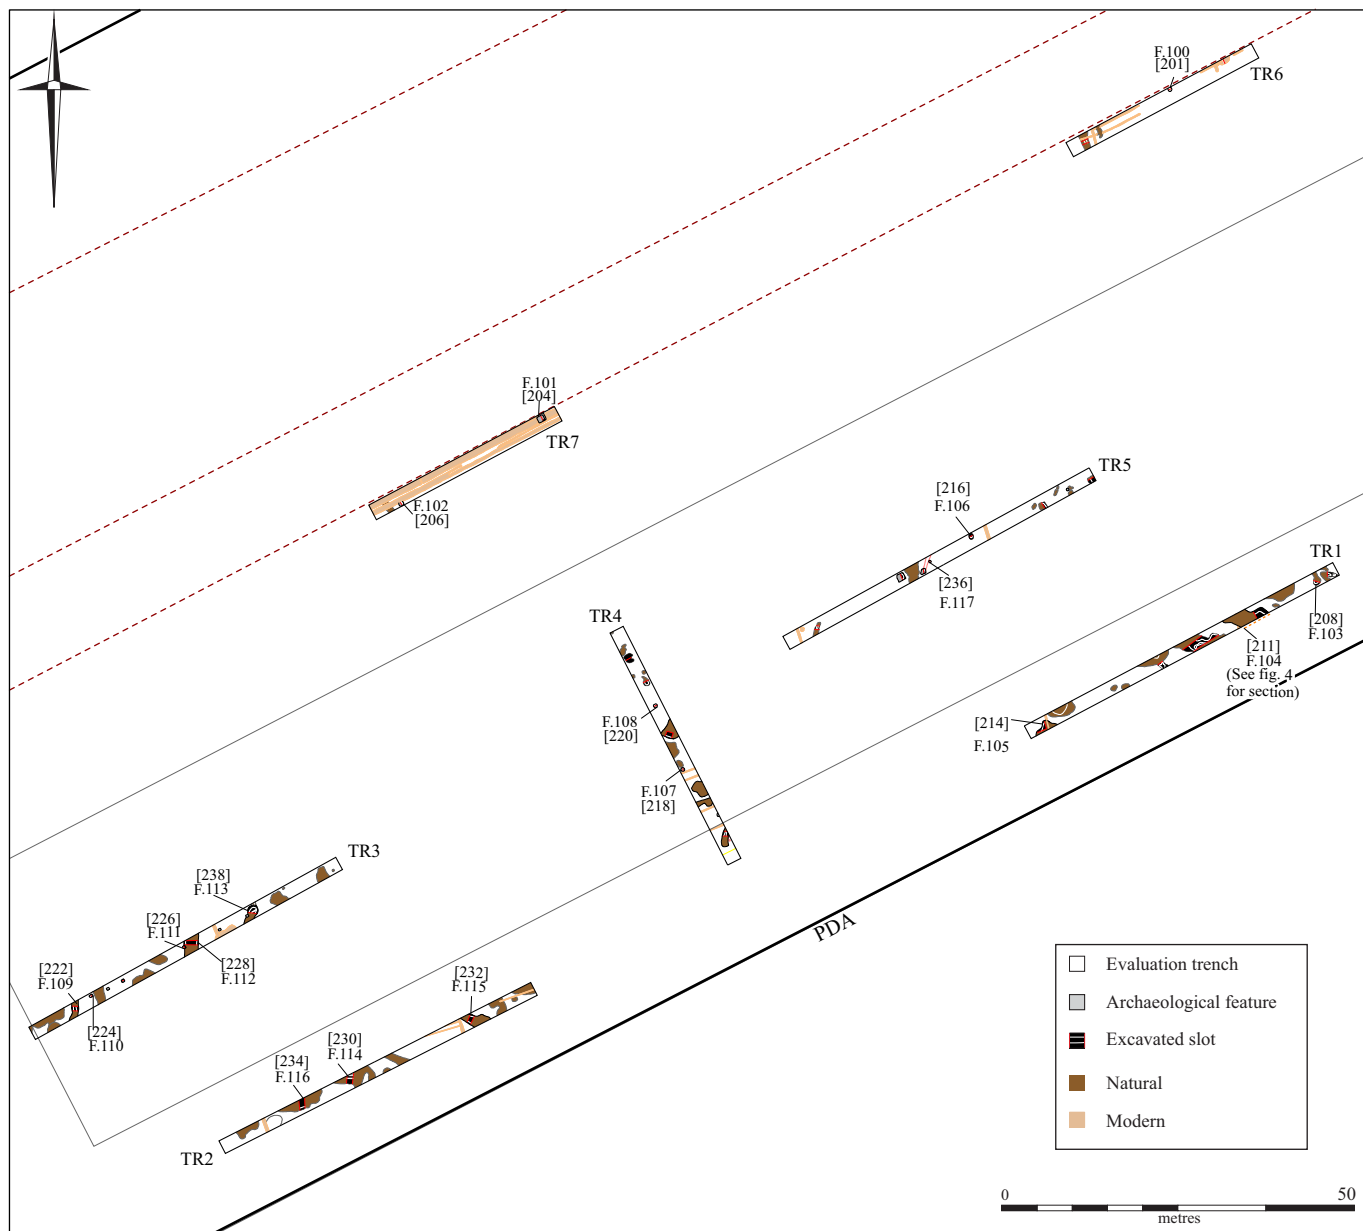 F.100
[201]
TR6
F.101
[204]
TR7
F.102
[206]
TR5
[216]
F.106
[236]
F.117
TR1
[208]
F.103
[211]
F.104
(See fig. 4
for section)
[214]
F.105
TR4
F.108
[220]
F.107
[218]
TR3
[238]
F.113
[226]
F.111
[228]
F.112
[222]
F.109
[224]
F.110
PDA
[232]
F.115
[230]
F.114
[234]
F.116
TR2
Evaluation trench
Archaeological feature
Excavated slot
Natural
Modern
0 50
metres